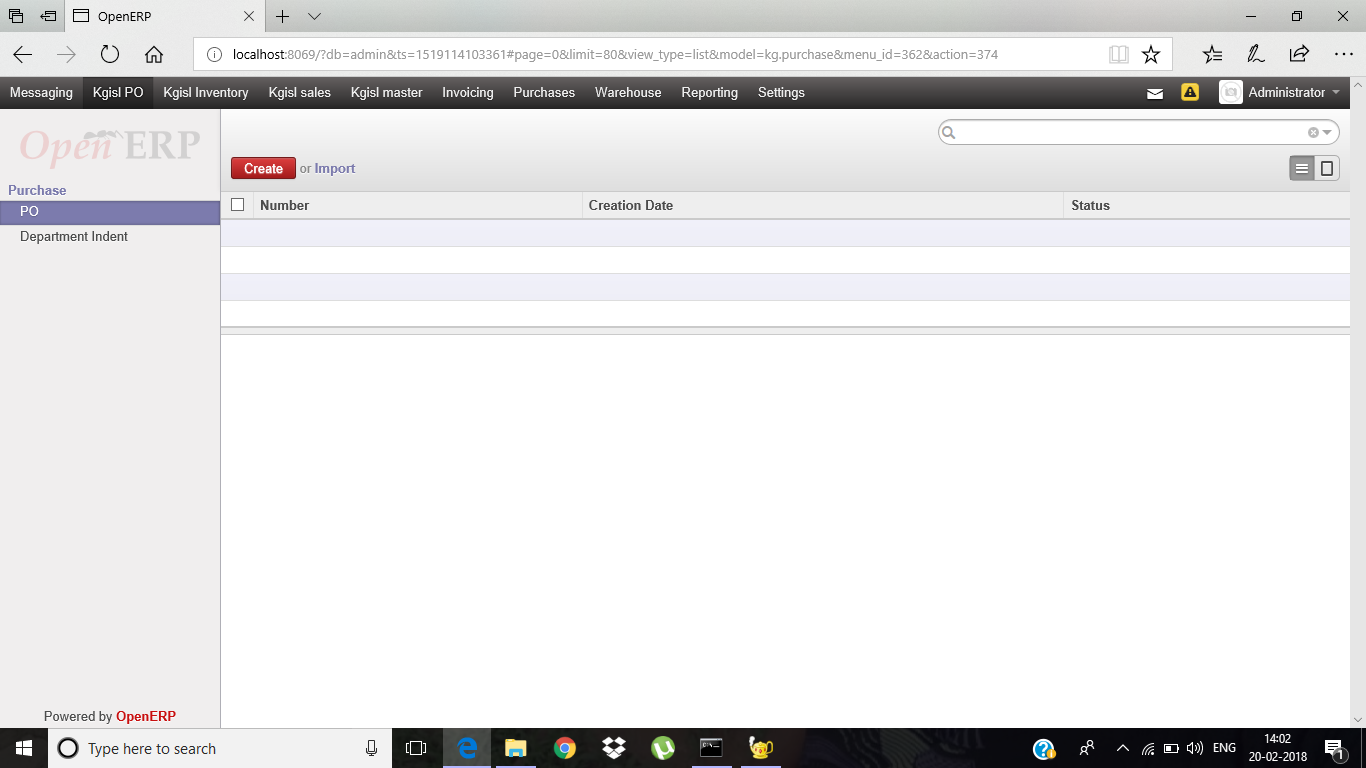 OpenERP
localhost:8069/?db=admin&ts=1519114103361#page=0&limit=80&view_type=list&model=kg.purchase&menu_id=362&action=374
Messaging Kgisl PO Kgisl Inventory Kgisl sales Kgisl master Invoicing Purchases Warehouse Reporting Settings Administrator
Open ERP
Create or Import
Purchase
PO
Department Indent
Number Creation Date Status
Powered by OpenERP
Type here to search
ENG
14:02
20-02-2018
1